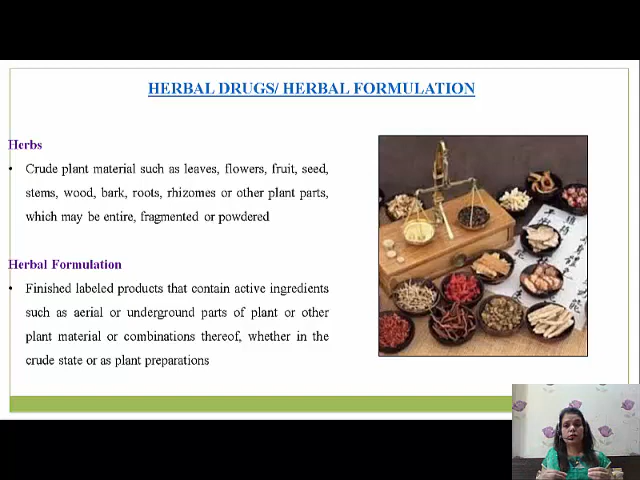 HERBAL DRUGS/ HERBAL FORMULATION
Herbs
• Crude plant material such as leaves, flowers, fruit, seed,
stems, wood, bark, roots, rhizomes or other plant parts,
which may be entire, fragmented or powdered
Herbal Formulation
• Finished labeled products that contain active ingredients
such as aerial or underground parts of plant or other
plant material or combinations thereof, whether in the
crude state or as plant preparations